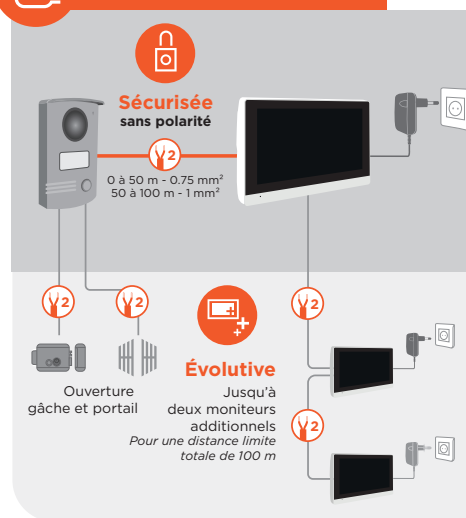 Sécurisée
sans polarité
2
0 à 50 m - 0.75 mm²
50 à 100 m - 1 mm²
2
2
2
Ouverture
gâche et portail
Évolutive
Jusqu'à
deux moniteurs
additionnels
Pour une distance limite
totale de 100 m
2